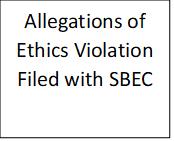 Allegations of
Ethics Violation
Filed with SBEC